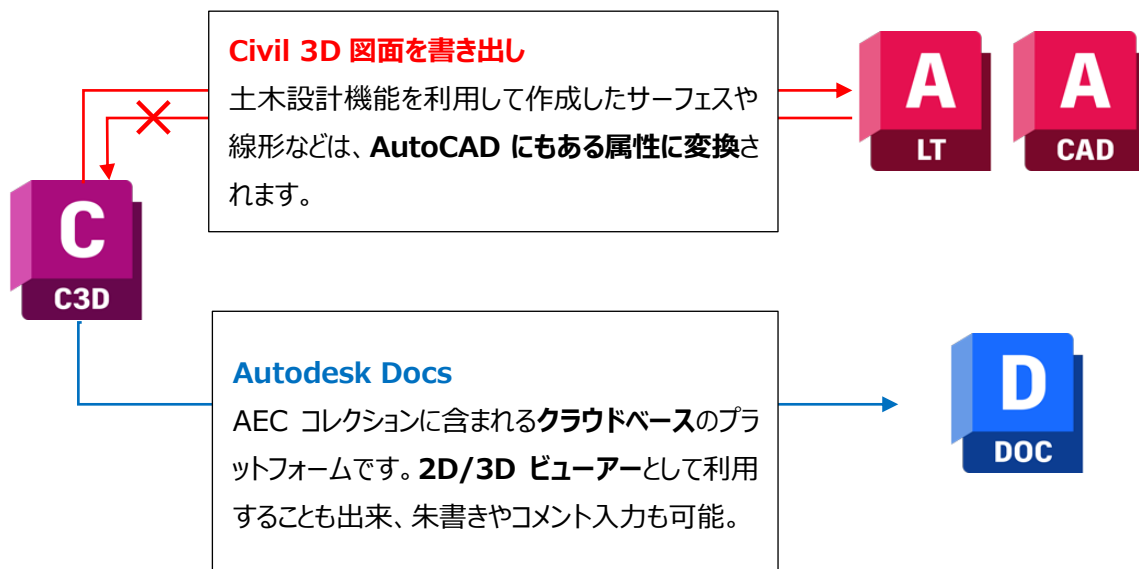 Civil 3D 図面を書き出し
土木設計機能を利用して作成したサーフェスや
線形などは、AutoCAD にもある属性に変換さ
れます。
A
LT
A
CAD
C
C3D
Autodesk Docs
AEC コレクションに含まれるクラウドベースのプラ
ットフォームです。2D/3D ビューアーとして利用
することも出来、朱書きやコメント入力も可能。
D
DOC